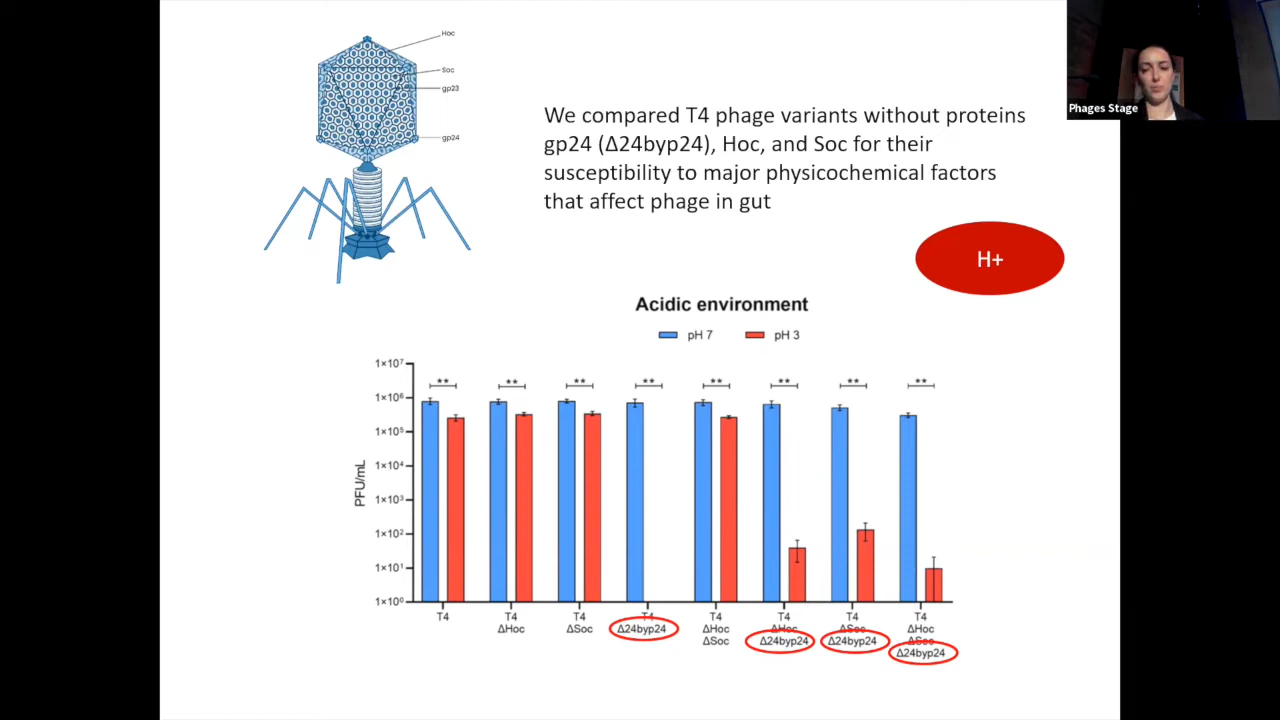 Hoc
Soc
gp23
gp24
Phages Stage
We compared T4 phage variants without proteins
gp24 (Δ24byp24), Hoc, and Soc for their
susceptibility to major physicochemical factors
that affect phage in gut
H+
Acidic environment
pH 7 pH 3
PFU/mL
1×10⁷
1×10⁶
1×10⁵
1×10⁴
1×10³
1×10²
1×10¹
1×10⁰
** ** ** ** ** ** ** **
T4 T4 T4 T4 T4 T4 T4 T4
ΔHoc ΔSoc Δ24byp24 ΔHoc ΔHoc ΔSoc ΔHoc
ΔSoc Δ24byp24 Δ24byp24 ΔSoc
Δ24byp24